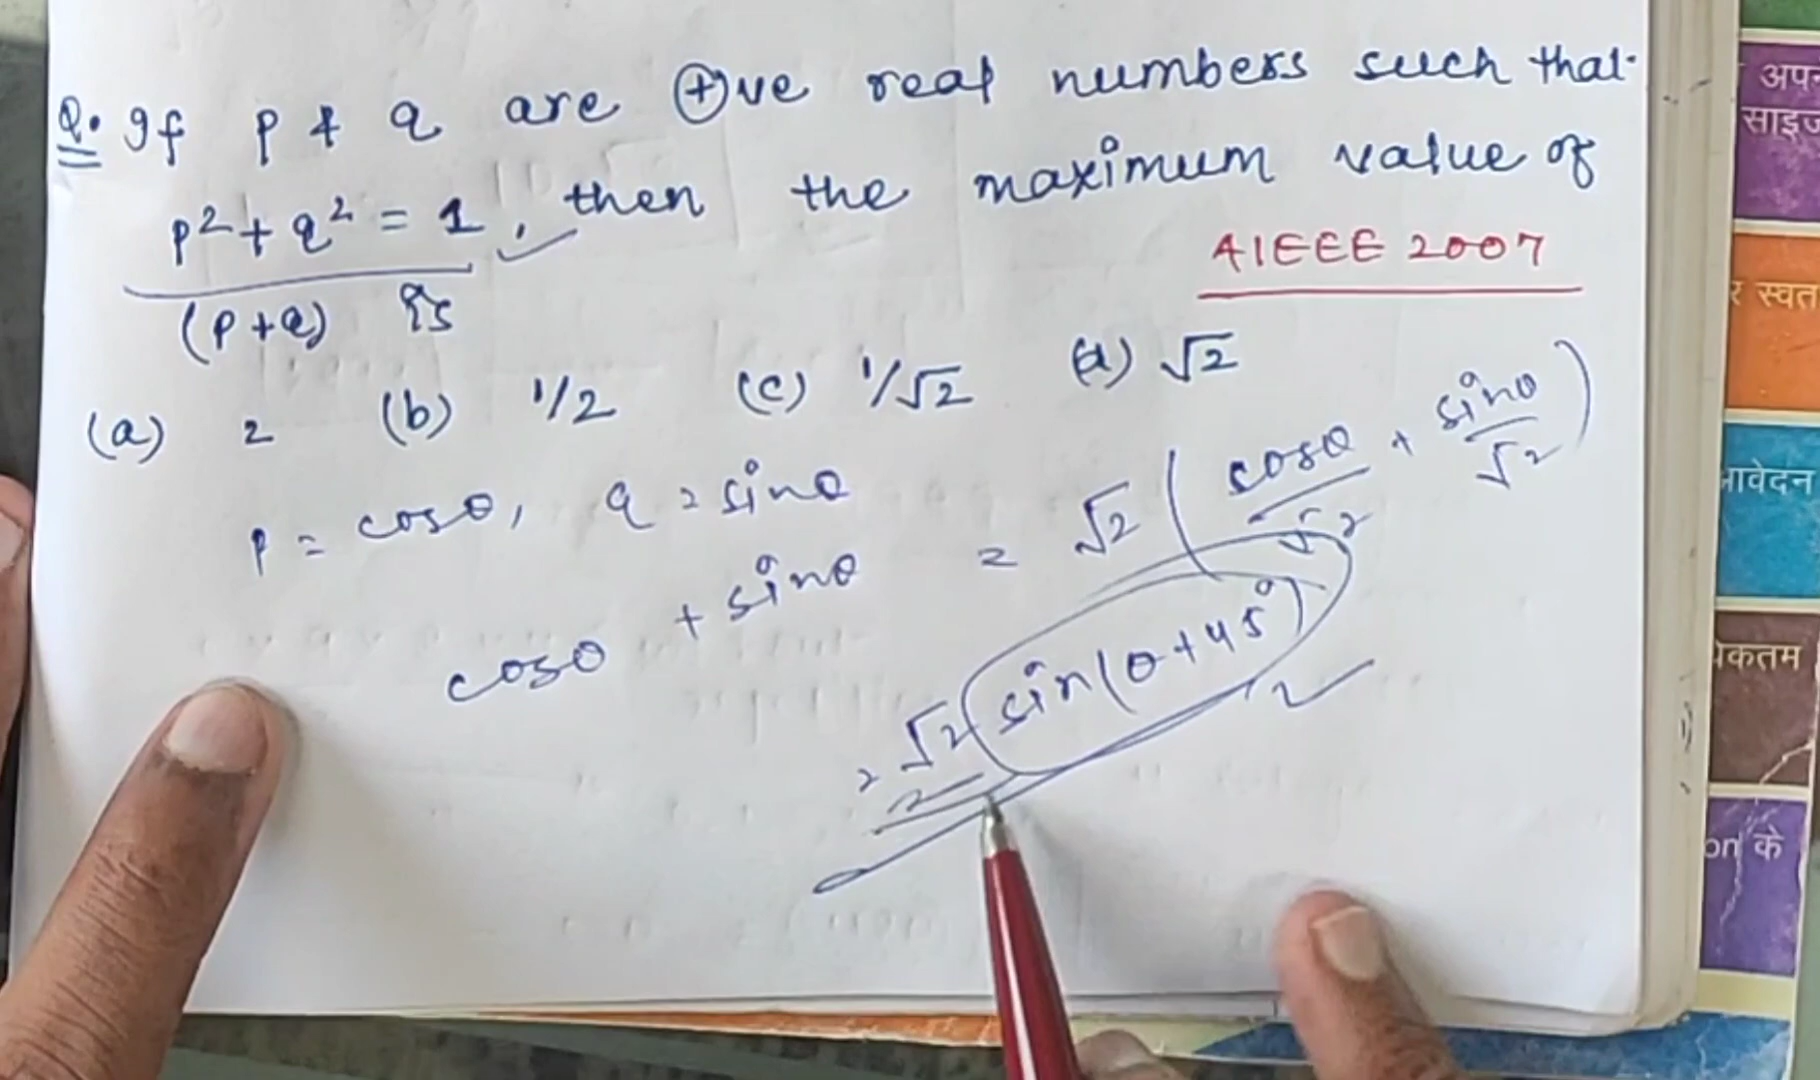 Q. If p & q are ⊕ve real numbers such that
p² + q² = 1, then the maximum value of
(p+q) is
AIEEE 2007
(a) 2 (b) 1/2 (c) 1/√2 (d) √2
p = cosθ, q = sinθ
cosθ + sinθ = √2 (cosθ/√2 + sinθ/√2)
= √2 sin(θ+45°)
अप
साइज
र स्वत
आवेदन
धिकतम
on के